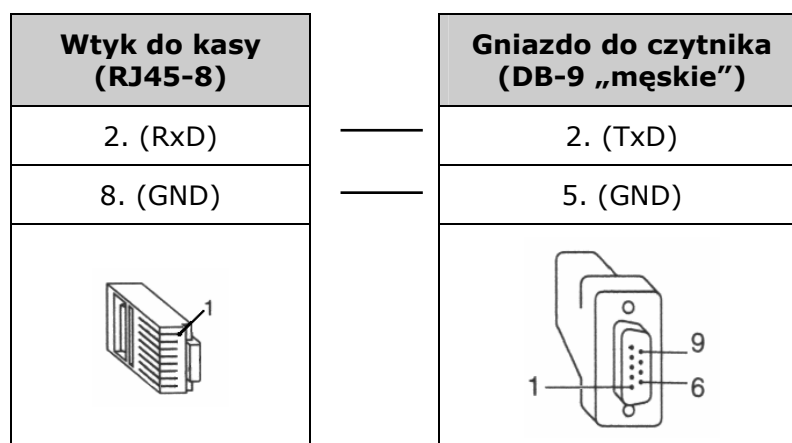 Wtyk do kasy
(RJ45-8)
Gniazdo do czytnika
(DB-9 „męskie”)
2. (RxD)
2. (TxD)
8. (GND)
5. (GND)
1
9
1
6